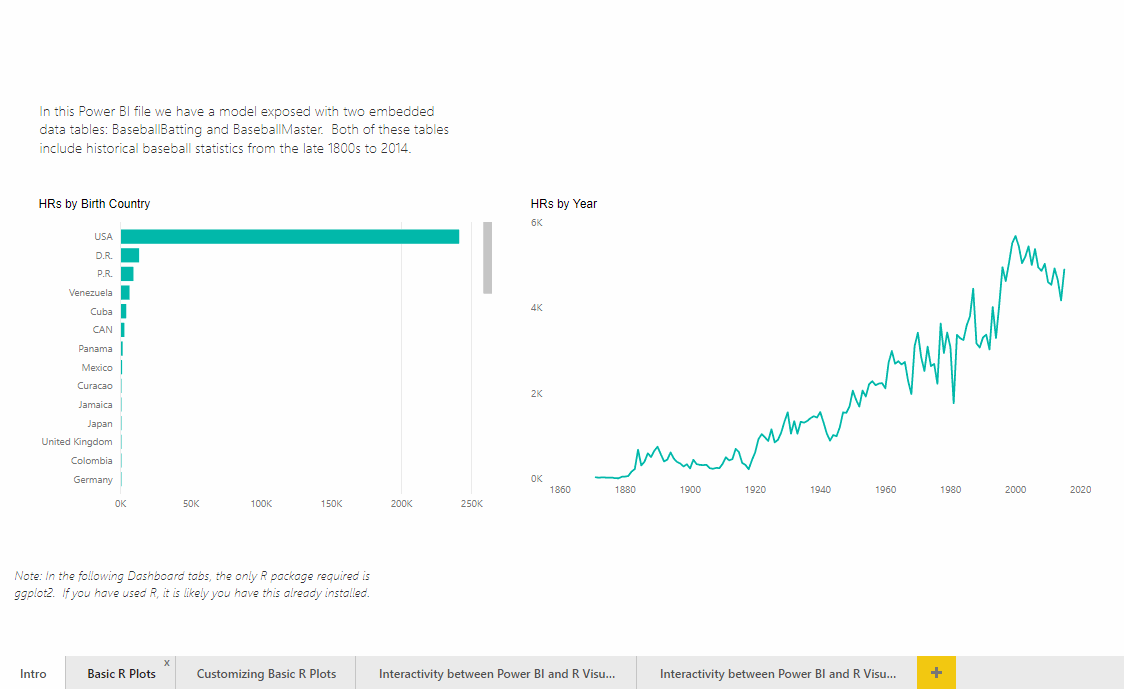 In this Power BI file we have a model exposed with two embedded
data tables: BaseballBatting and BaseballMaster.  Both of these tables
include historical baseball statistics from the late 1800s to 2014.
HRs by Birth Country
USA
D.R.
P.R.
Venezuela
Cuba
CAN
Panama
Mexico
Curacao
Jamaica
Japan
United Kingdom
Colombia
Germany
0K 50K 100K 150K 200K 250K
HRs by Year
6K
4K
2K
0K
1860 1880 1900 1920 1940 1960 1980 2000 2020
Note: In the following Dashboard tabs, the only R package required is
ggplot2.  If you have used R, it is likely you have this already installed.
Intro Basic R Plots x Customizing Basic R Plots Interactivity between Power BI and R Visu... Interactivity between Power BI and R Visu... +